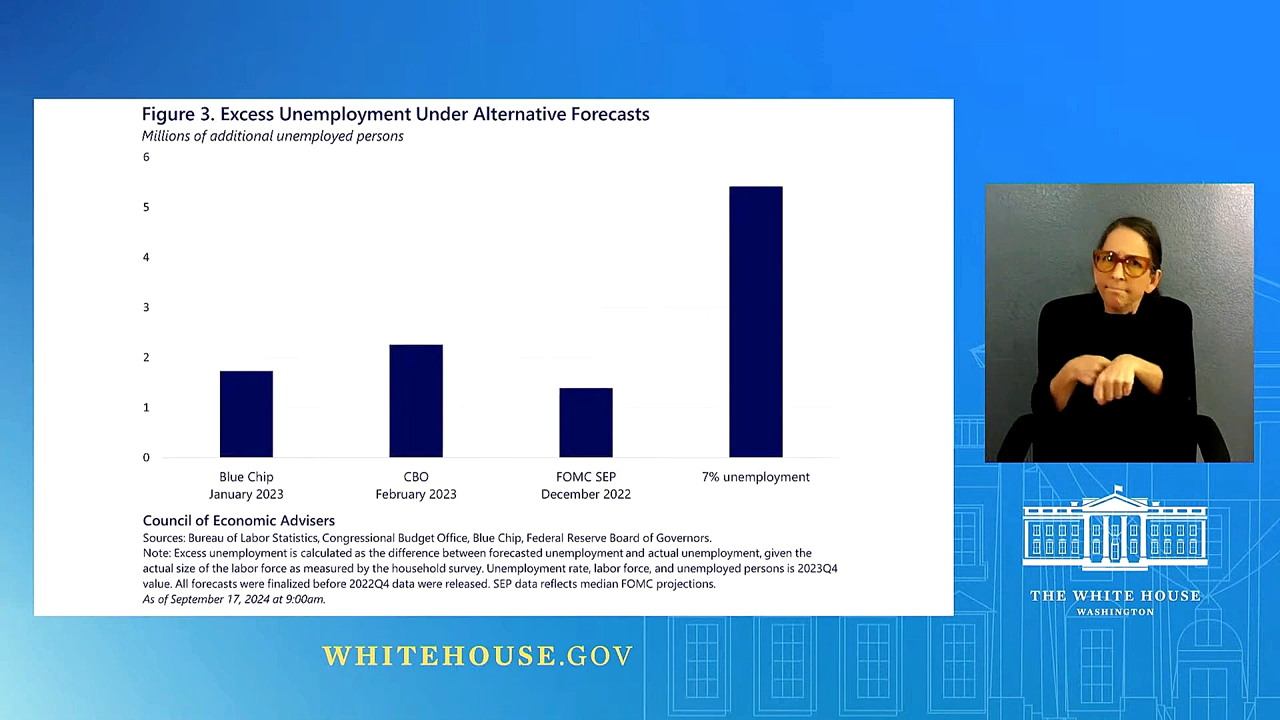 Figure 3. Excess Unemployment Under Alternative Forecasts
Millions of additional unemployed persons
6
5
4
3
2
1
0
Blue Chip
January 2023
CBO
February 2023
FOMC SEP
December 2022
7% unemployment
Council of Economic Advisers
Sources: Bureau of Labor Statistics, Congressional Budget Office, Blue Chip, Federal Reserve Board of Governors.
Note: Excess unemployment is calculated as the difference between forecasted unemployment and actual unemployment, given the
actual size of the labor force as measured by the household survey. Unemployment rate, labor force, and unemployed persons is 2023Q4
value. All forecasts were finalized before 2022Q4 data were released. SEP data reflects median FOMC projections.
As of September 17, 2024 at 9:00am.
THE WHITE HOUSE
WASHINGTON
WHITEHOUSE.GOV